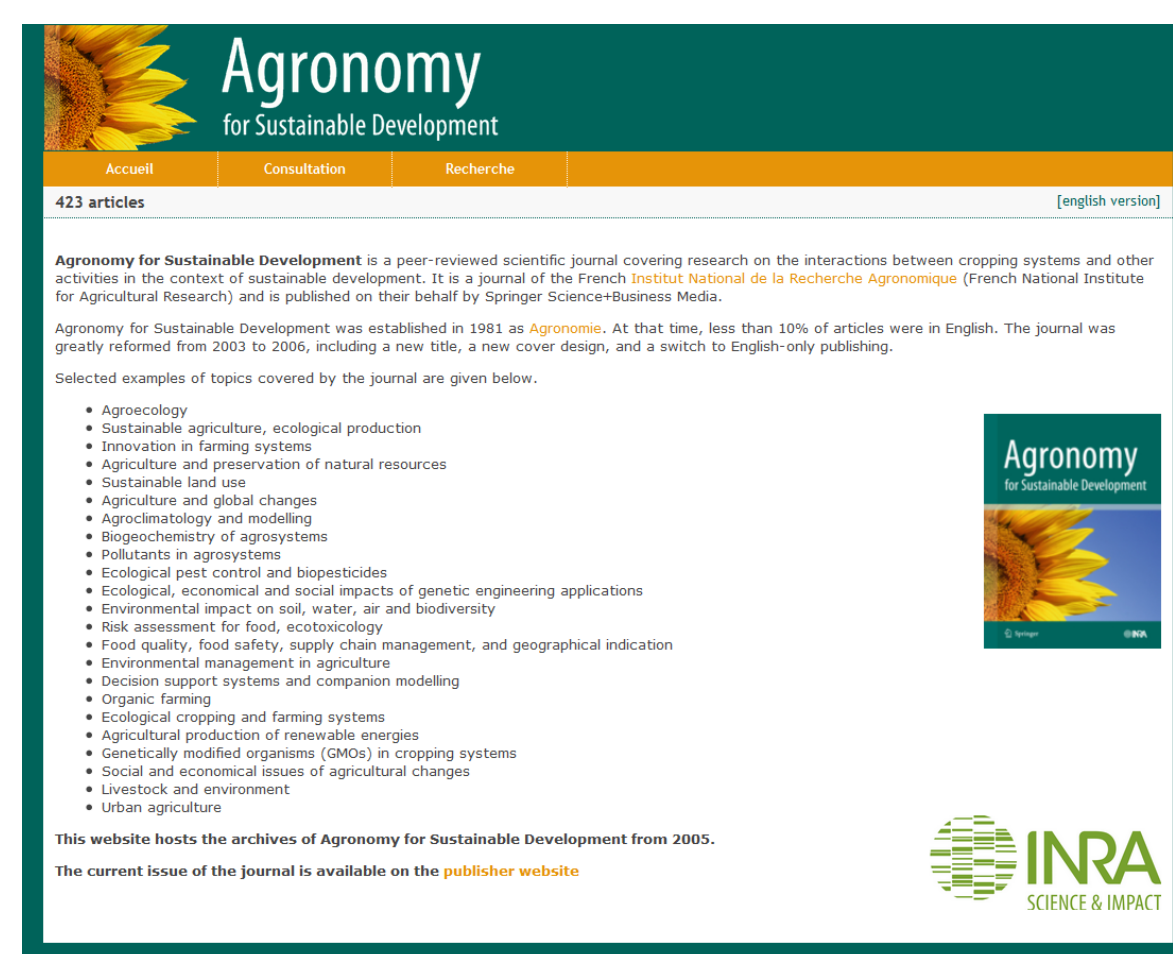 Agronomy
for Sustainable Development
Accueil
Consultation
Recherche
423 articles
[english version]
Agronomy for Sustainable Development is a peer-reviewed scientific journal covering research on the interactions between cropping systems and other
activities in the context of sustainable development. It is a journal of the French Institut National de la Recherche Agronomique (French National Institute
for Agricultural Research) and is published on their behalf by Springer Science+Business Media.
Agronomy for Sustainable Development was established in 1981 as Agronomie. At that time, less than 10% of articles were in English. The journal was
greatly reformed from 2003 to 2006, including a new title, a new cover design, and a switch to English-only publishing.
Selected examples of topics covered by the journal are given below.
• Agroecology
• Sustainable agriculture, ecological production
• Innovation in farming systems
• Agriculture and preservation of natural resources
• Sustainable land use
• Agriculture and global changes
• Agroclimatology and modelling
• Biogeochemistry of agrosystems
• Pollutants in agrosystems
• Ecological pest control and biopesticides
• Ecological, economical and social impacts of genetic engineering applications
• Environmental impact on soil, water, air and biodiversity
• Risk assessment for food, ecotoxicology
• Food quality, food safety, supply chain management, and geographical indication
• Environmental management in agriculture
• Decision support systems and companion modelling
• Organic farming
• Ecological cropping and farming systems
• Agricultural production of renewable energies
• Genetically modified organisms (GMOs) in cropping systems
• Social and economical issues of agricultural changes
• Livestock and environment
• Urban agriculture
Agronomy
for Sustainable Development
Springer
INRA
This website hosts the archives of Agronomy for Sustainable Development from 2005.
The current issue of the journal is available on the publisher website
INRA
SCIENCE & IMPACT